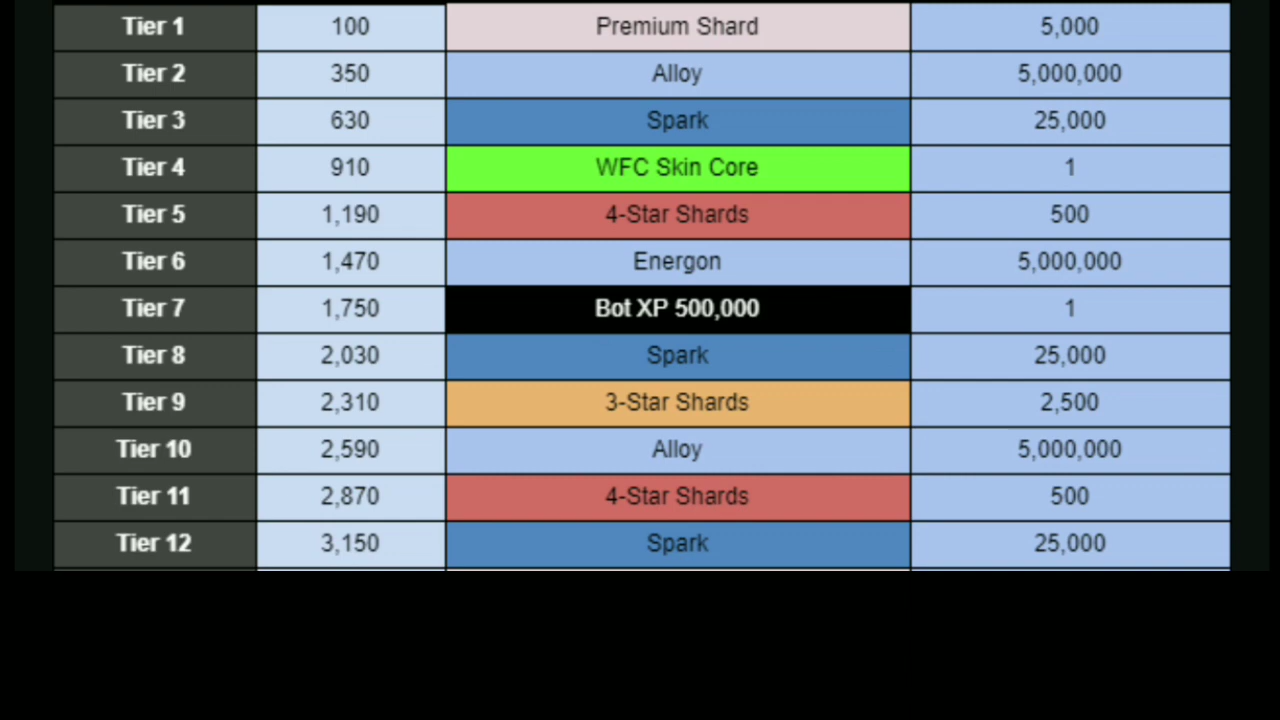 Tier 1 100 Premium Shard 5,000
Tier 2 350 Alloy 5,000,000
Tier 3 630 Spark 25,000
Tier 4 910 WFC Skin Core 1
Tier 5 1,190 4-Star Shards 500
Tier 6 1,470 Energon 5,000,000
Tier 7 1,750 Bot XP 500,000 1
Tier 8 2,030 Spark 25,000
Tier 9 2,310 3-Star Shards 2,500
Tier 10 2,590 Alloy 5,000,000
Tier 11 2,870 4-Star Shards 500
Tier 12 3,150 Spark 25,000